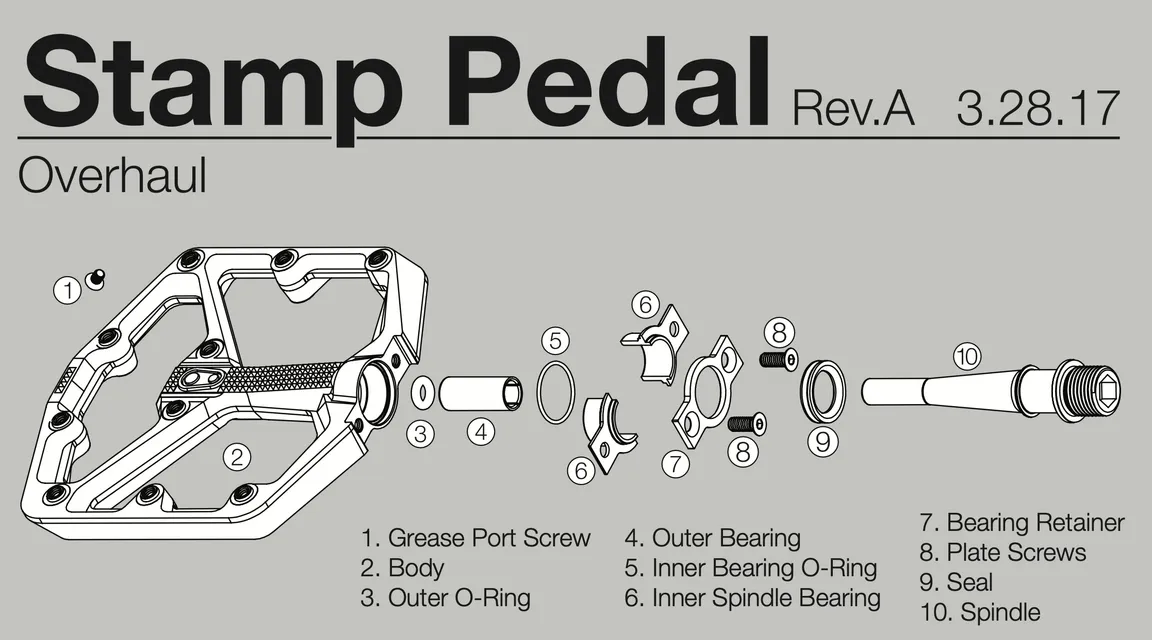 Stamp Pedal Rev.A 3.28.17
Overhaul
1
2
3
4
5
6
6
7
8
8
9
10
1. Grease Port Screw
2. Body
3. Outer O-Ring
4. Outer Bearing
5. Inner Bearing O-Ring
6. Inner Spindle Bearing
7. Bearing Retainer
8. Plate Screws
9. Seal
10. Spindle